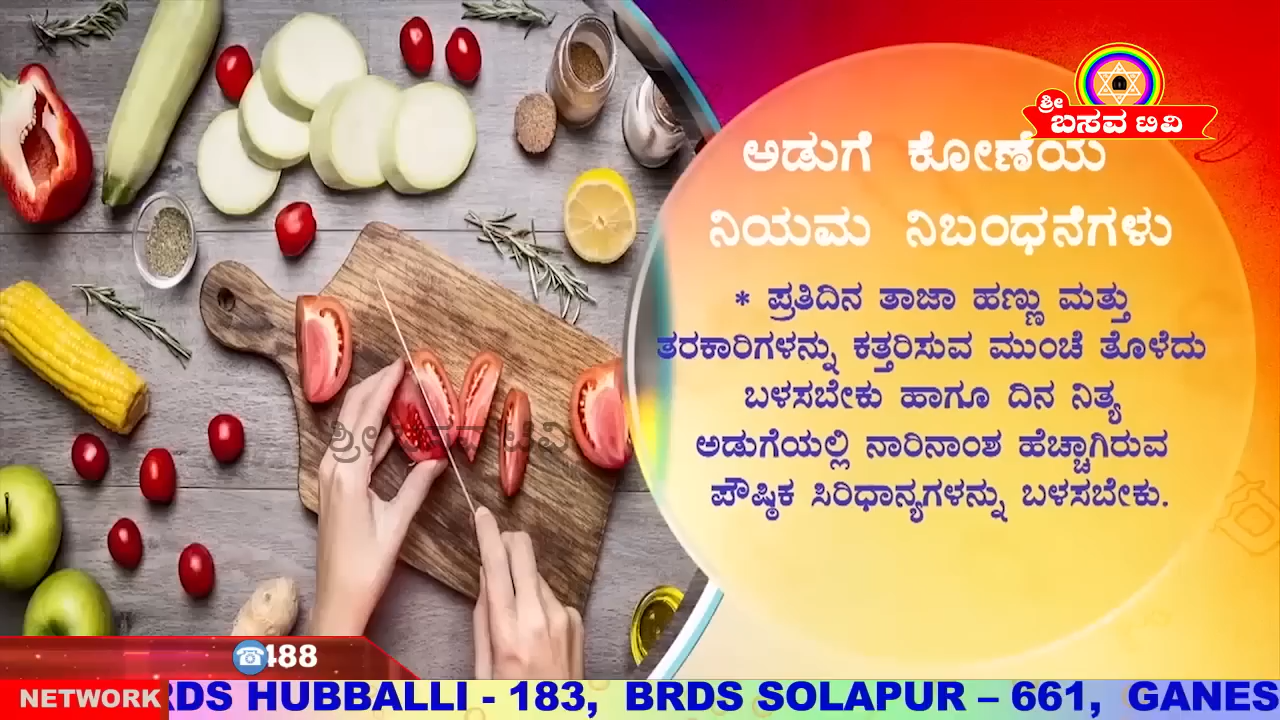 ಶ್ರೀ
ಬಸವ ಟಿವಿ
ಅಡುಗೆ ಕೋಣೆಯ
ನಿಯಮ ನಿಬಂಧನೆಗಳು
* ಪ್ರತಿದಿನ ತಾಜಾ ಹಣ್ಣು ಮತ್ತು
ತರಕಾರಿಗಳನ್ನು ಕತ್ತರಿಸುವ ಮುಂಚೆ ತೊಳೆದು
ಬಳಸಬೇಕು ಹಾಗೂ ದಿನ ನಿತ್ಯ
ಅಡುಗೆಯಲ್ಲಿ ನಾರಿನಾಂಶ ಹೆಚ್ಚಾಗಿರುವ
ಪೌಷ್ಠಿಕ ಸಿರಿಧಾನ್ಯಗಳನ್ನು ಬಳಸಬೇಕು.
488
NETWORK RDS HUBBALLI - 183, BRDS SOLAPUR – 661, GANES